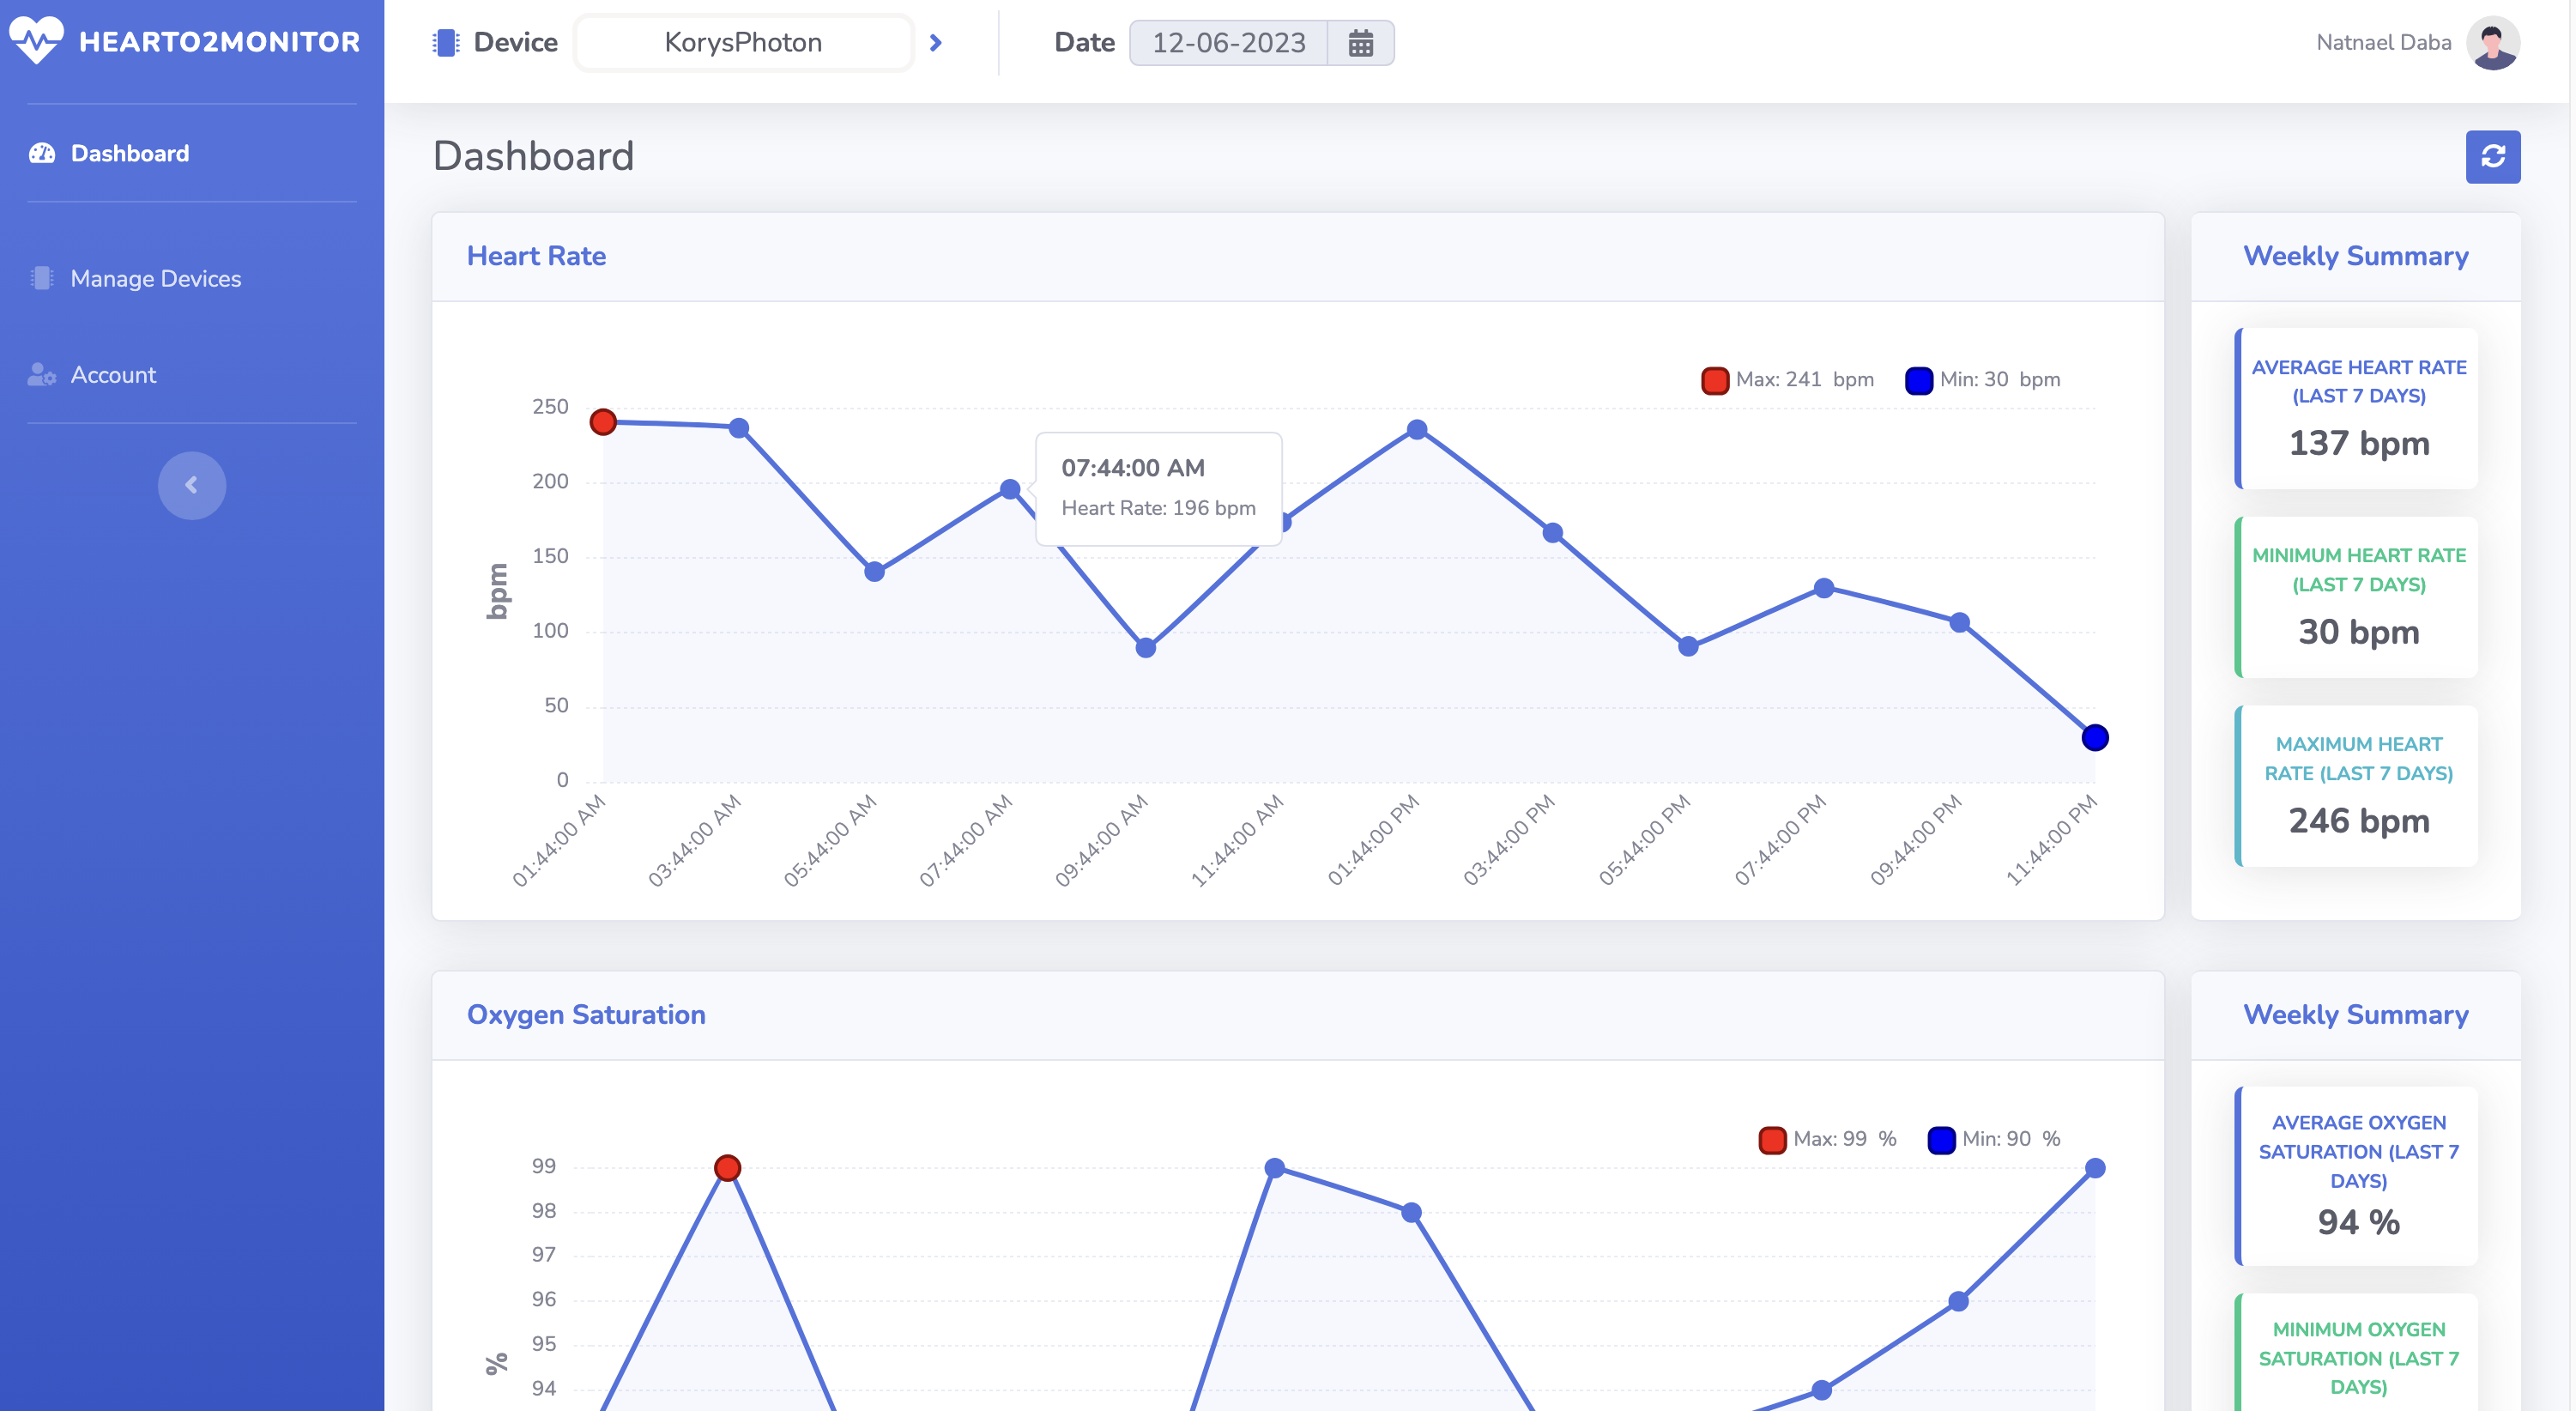 HEARTO2MONITOR
Dashboard
Manage Devices
Account
Device
KorysPhoton
Date
12-06-2023
Natnael Daba
Dashboard
Heart Rate
Max: 241 bpm
Min: 30 bpm
250
200
150
100
50
0
bpm
07:44:00 AM
Heart Rate: 196 bpm
01:44:00 AM
03:44:00 AM
05:44:00 AM
07:44:00 AM
09:44:00 AM
11:44:00 AM
01:44:00 PM
03:44:00 PM
05:44:00 PM
07:44:00 PM
09:44:00 PM
11:44:00 PM
Weekly Summary
AVERAGE HEART RATE
(LAST 7 DAYS)
137 bpm
MINIMUM HEART RATE
(LAST 7 DAYS)
30 bpm
MAXIMUM HEART
RATE (LAST 7 DAYS)
246 bpm
Oxygen Saturation
Max: 99 %
Min: 90 %
99
98
97
96
95
94
%
Weekly Summary
AVERAGE OXYGEN
SATURATION (LAST 7
DAYS)
94 %
MINIMUM OXYGEN
SATURATION (LAST 7
DAYS)